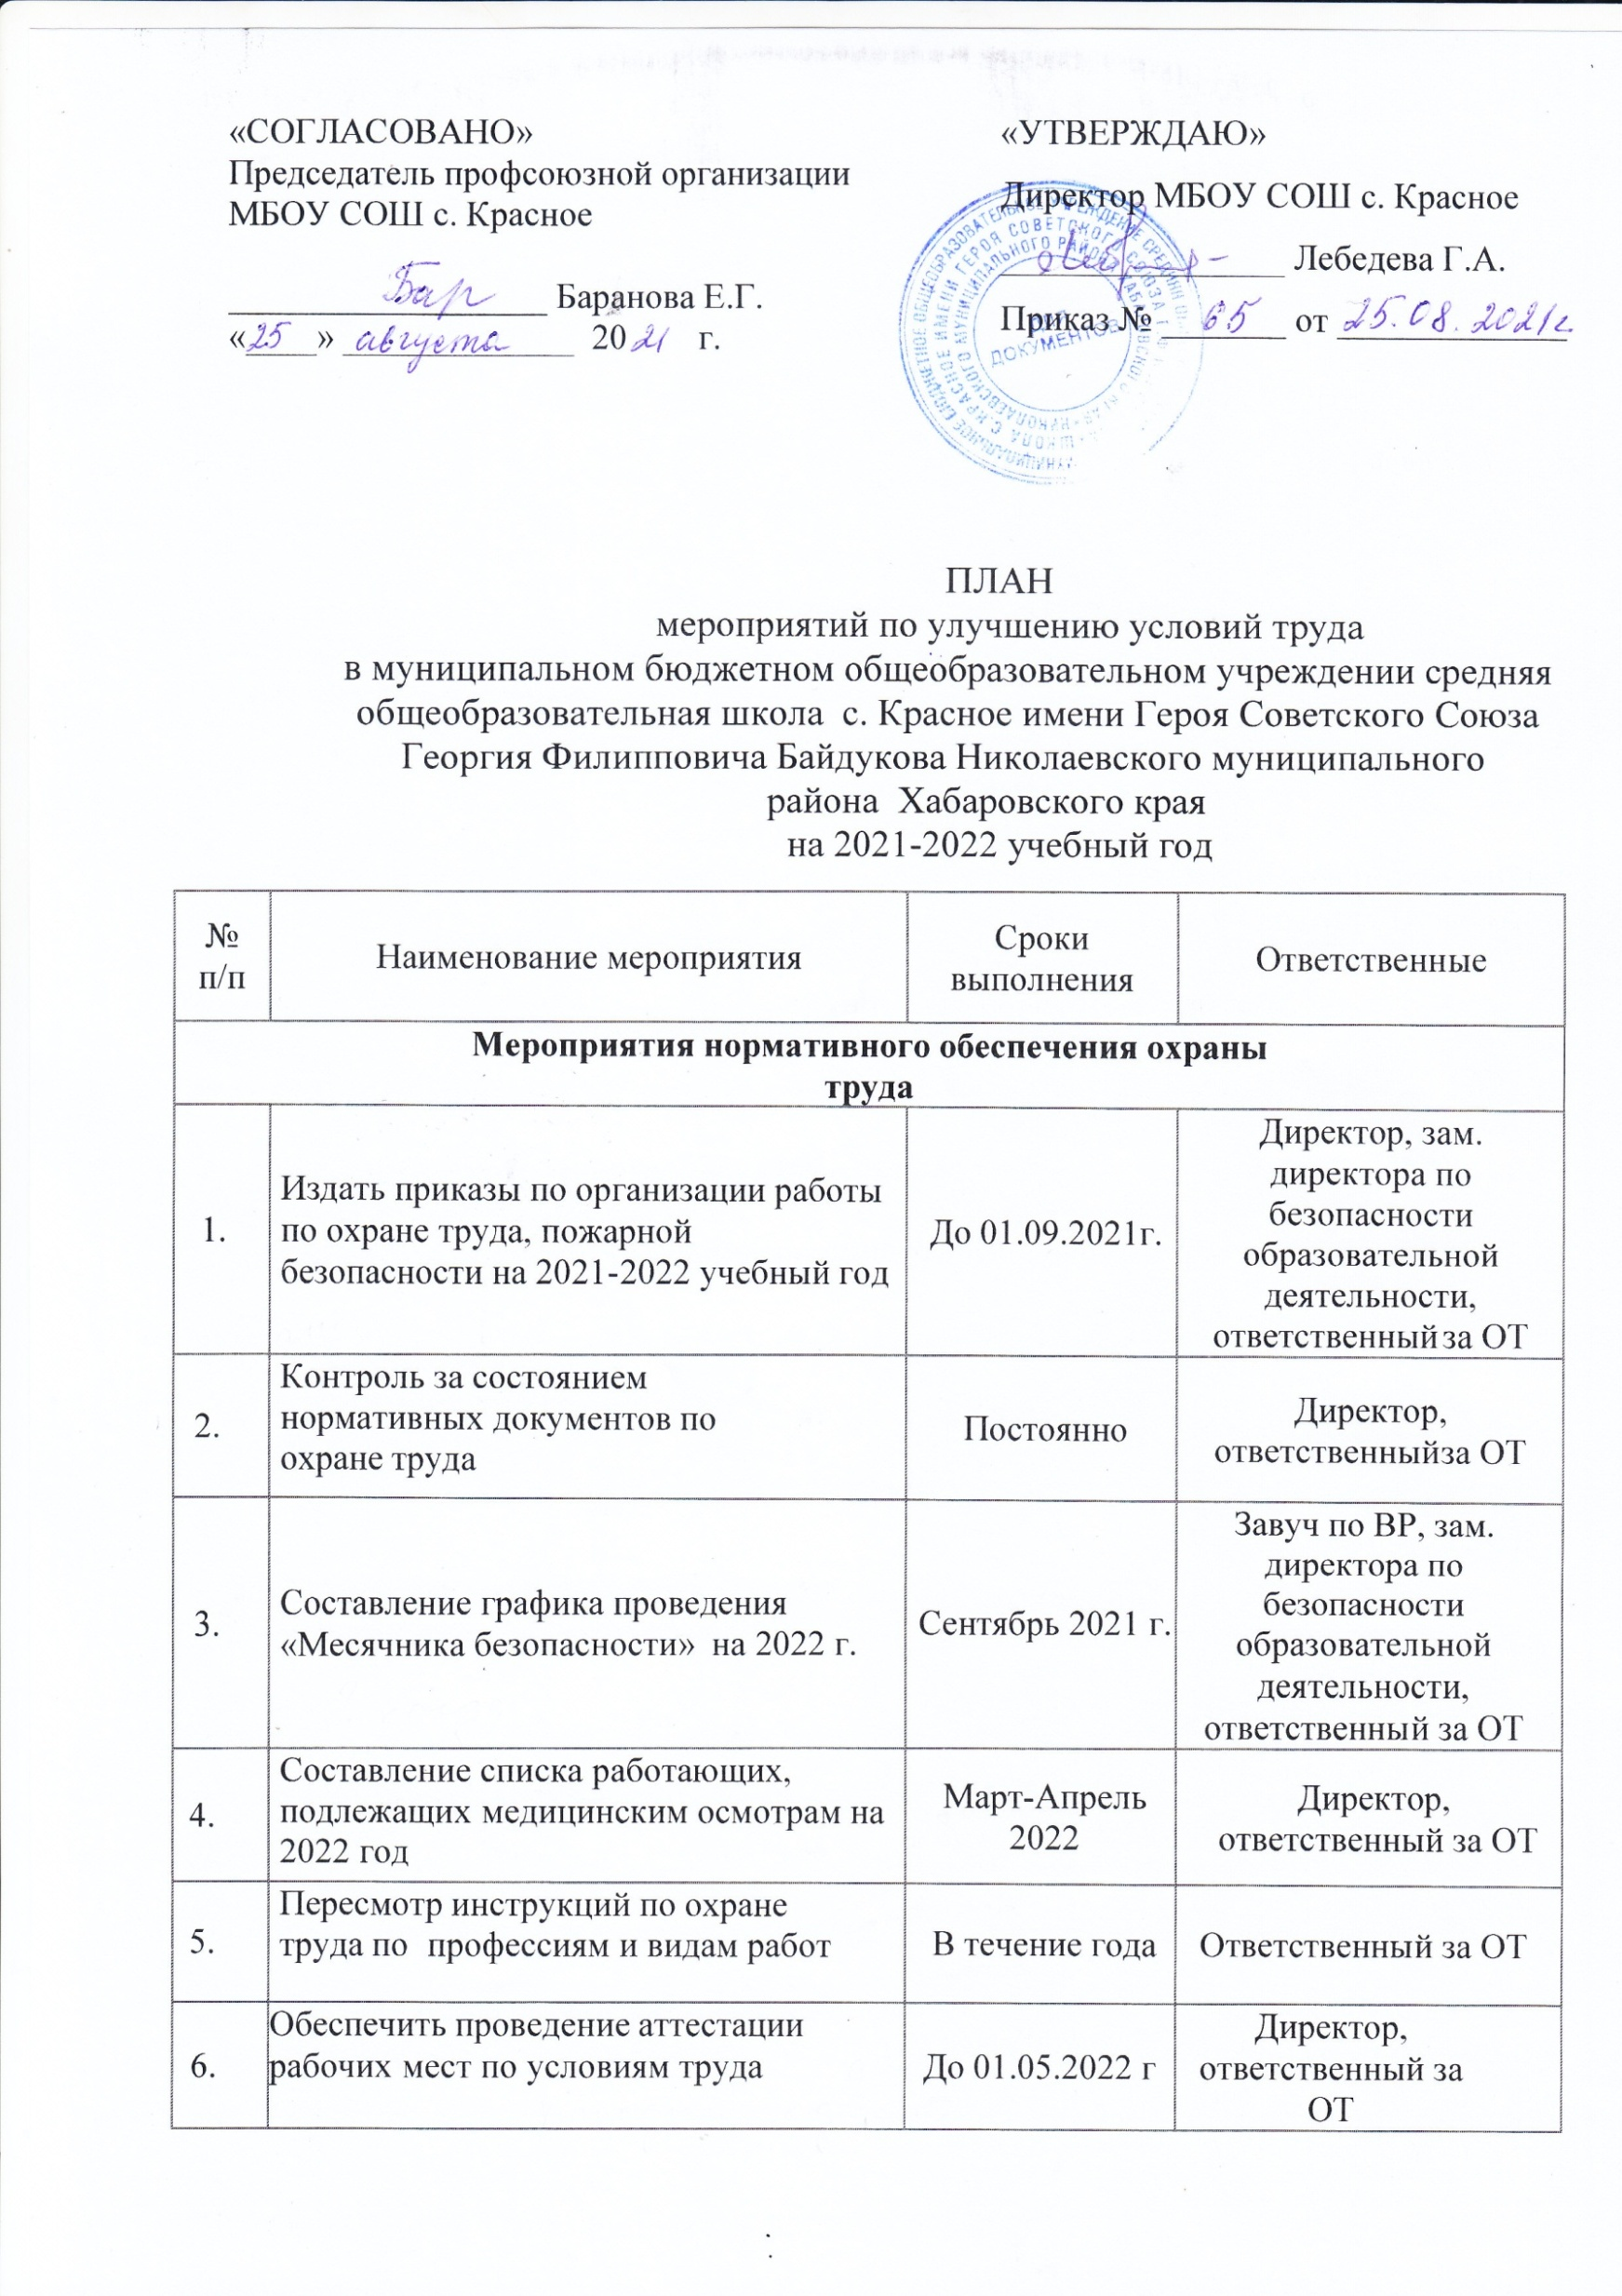 «СОГЛАСОВАНО»
Председатель профсоюзной организации
МБОУ СОШ с. Красное
Бар Баранова Е.Г.
«25» августа 2021 г.
«УТВЕРЖДАЮ»
Директор МБОУ СОШ с. Красное
Лебедева Г.А.
Приказ № 65 от 25.08.2021г.
ДЛЯ
ДОКУМЕНТОВ
ПЛАН
мероприятий по улучшению условий труда
в муниципальном бюджетном общеобразовательном учреждении средняя
общеобразовательная школа с. Красное имени Героя Советского Союза
Георгия Филипповича Байдукова Николаевского муниципального
района Хабаровского края
на 2021-2022 учебный год
№
п/п
Наименование мероприятия
Сроки
выполнения
Ответственные
Мероприятия нормативного обеспечения охраны
труда
1.
Издать приказы по организации работы
по охране труда, пожарной
безопасности на 2021-2022 учебный год
До 01.09.2021г.
Директор, зам.
директора по
безопасности
образовательной
деятельности,
ответственный за ОТ
2.
Контроль за состоянием
нормативных документов по
охране труда
Постоянно
Директор,
ответственныйза ОТ
3.
Составление графика проведения
«Месячника безопасности» на 2022 г.
Сентябрь 2021 г.
Завуч по ВР, зам.
директора по
безопасности
образовательной
деятельности,
ответственный за ОТ
4.
Составление списка работающих,
подлежащих медицинским осмотрам на
2022 год
Март-Апрель
2022
Директор,
ответственный за ОТ
5.
Пересмотр инструкций по охране
труда по профессиям и видам работ
В течение года
Ответственный за ОТ
6.
Обеспечить проведение аттестации
рабочих мест по условиям труда
До 01.05.2022 г
Директор,
ответственный за
ОТ